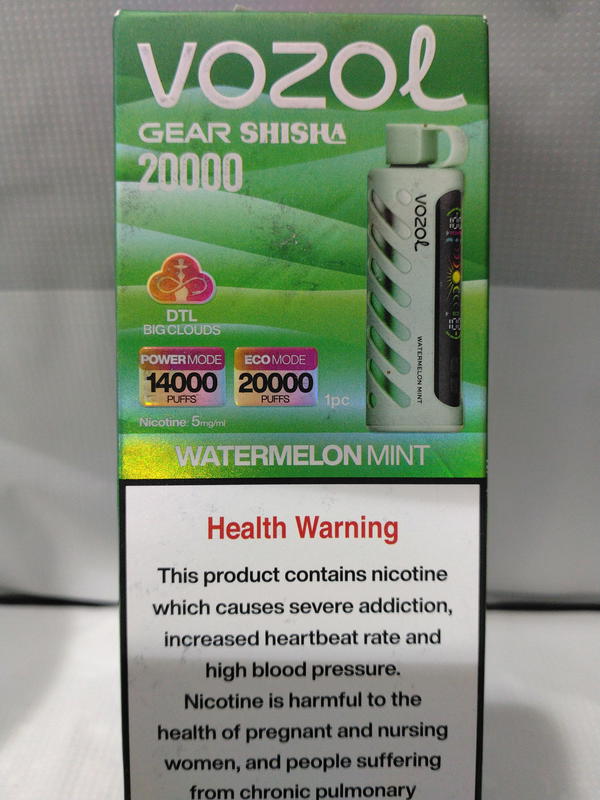 VOZOL
GEAR SHISHA
20000
VOZOL
WATERMELON MINT
DTL
BIG CLOUDS
POWER MODE
14000
PUFFS
ECO MODE
20000
PUFFS
1pc
Nicotine: 5mg/ml
WATERMELON MINT
Health Warning
This product contains nicotine
which causes severe addiction,
increased heartbeat rate and
high blood pressure.
Nicotine is harmful to the
health of pregnant and nursing
women, and people suffering
from chronic pulmonary